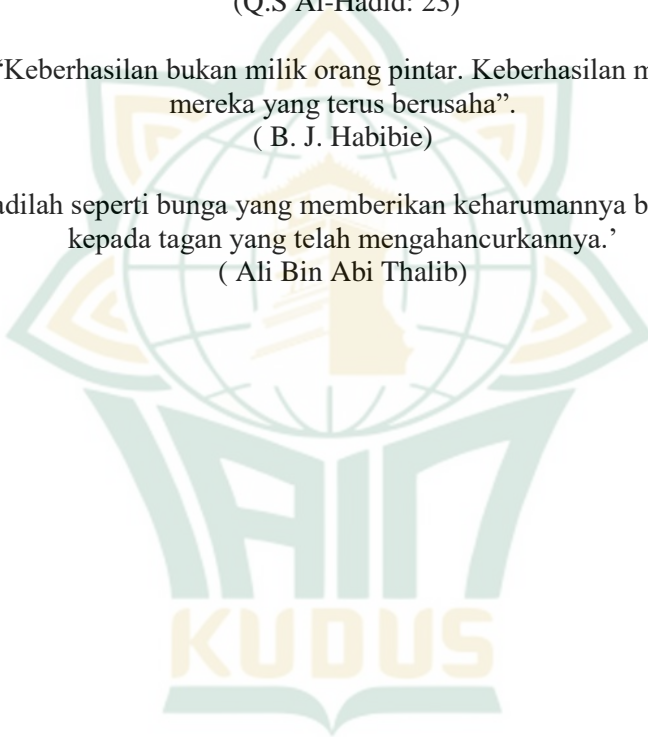 (Q.S Al-Hadid: 23)
“Keberhasilan bukan milik orang pintar. Keberhasilan
mereka yang terus berusaha”.
( B. J. Habibie)
seperti bunga yang memberikan keharumannya
kepada tagan yang telah mengahancurkannya.’
( Ali Bin Abi Thalib)
IAIN
KUDUS